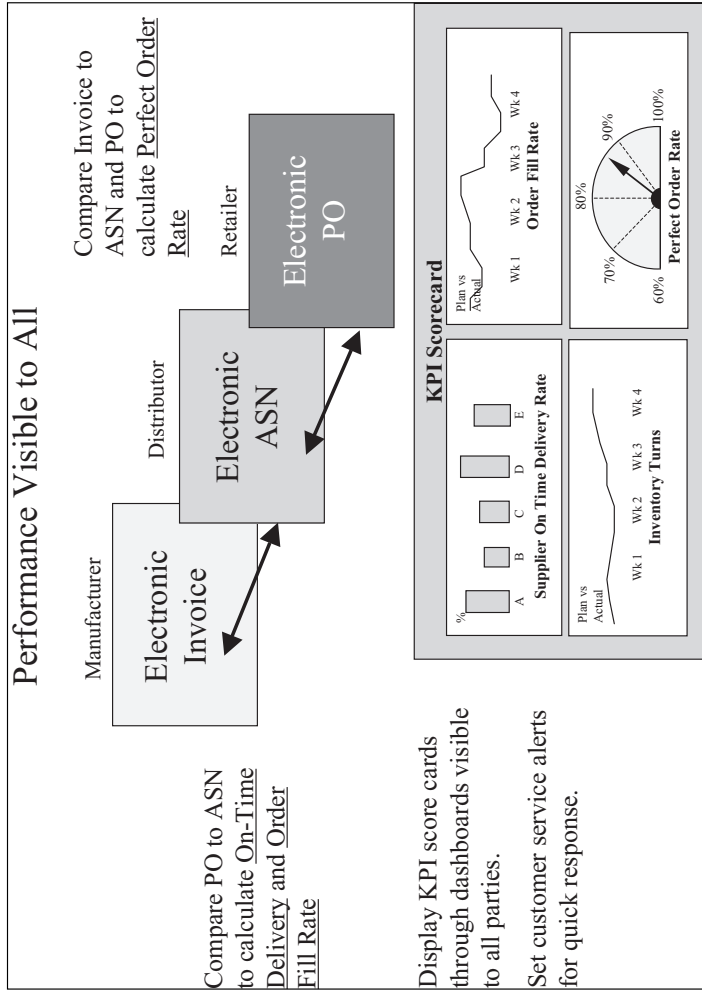 Performance Visible to All
Manufacturer
Distributor
Retailer
Electronic
Invoice
Electronic
ASN
Electronic
PO
Compare Invoice to
ASN and PO to
calculate Perfect Order
Rate
Compare PO to ASN
to calculate On-Time
Delivery and Order
Fill Rate
Display KPI score cards
through dashboards visible
to all parties.
Set customer service alerts
for quick response.
KPI Scorecard
%
A B C D E
Supplier On Time Delivery Rate
Plan vs
Actual
Wk 1 Wk 2 Wk 3 Wk 4
Order Fill Rate
Plan vs
Actual
Wk 1 Wk 2 Wk 3 Wk 4
Inventory Turns
60% 70% 80% 90% 100%
Perfect Order Rate